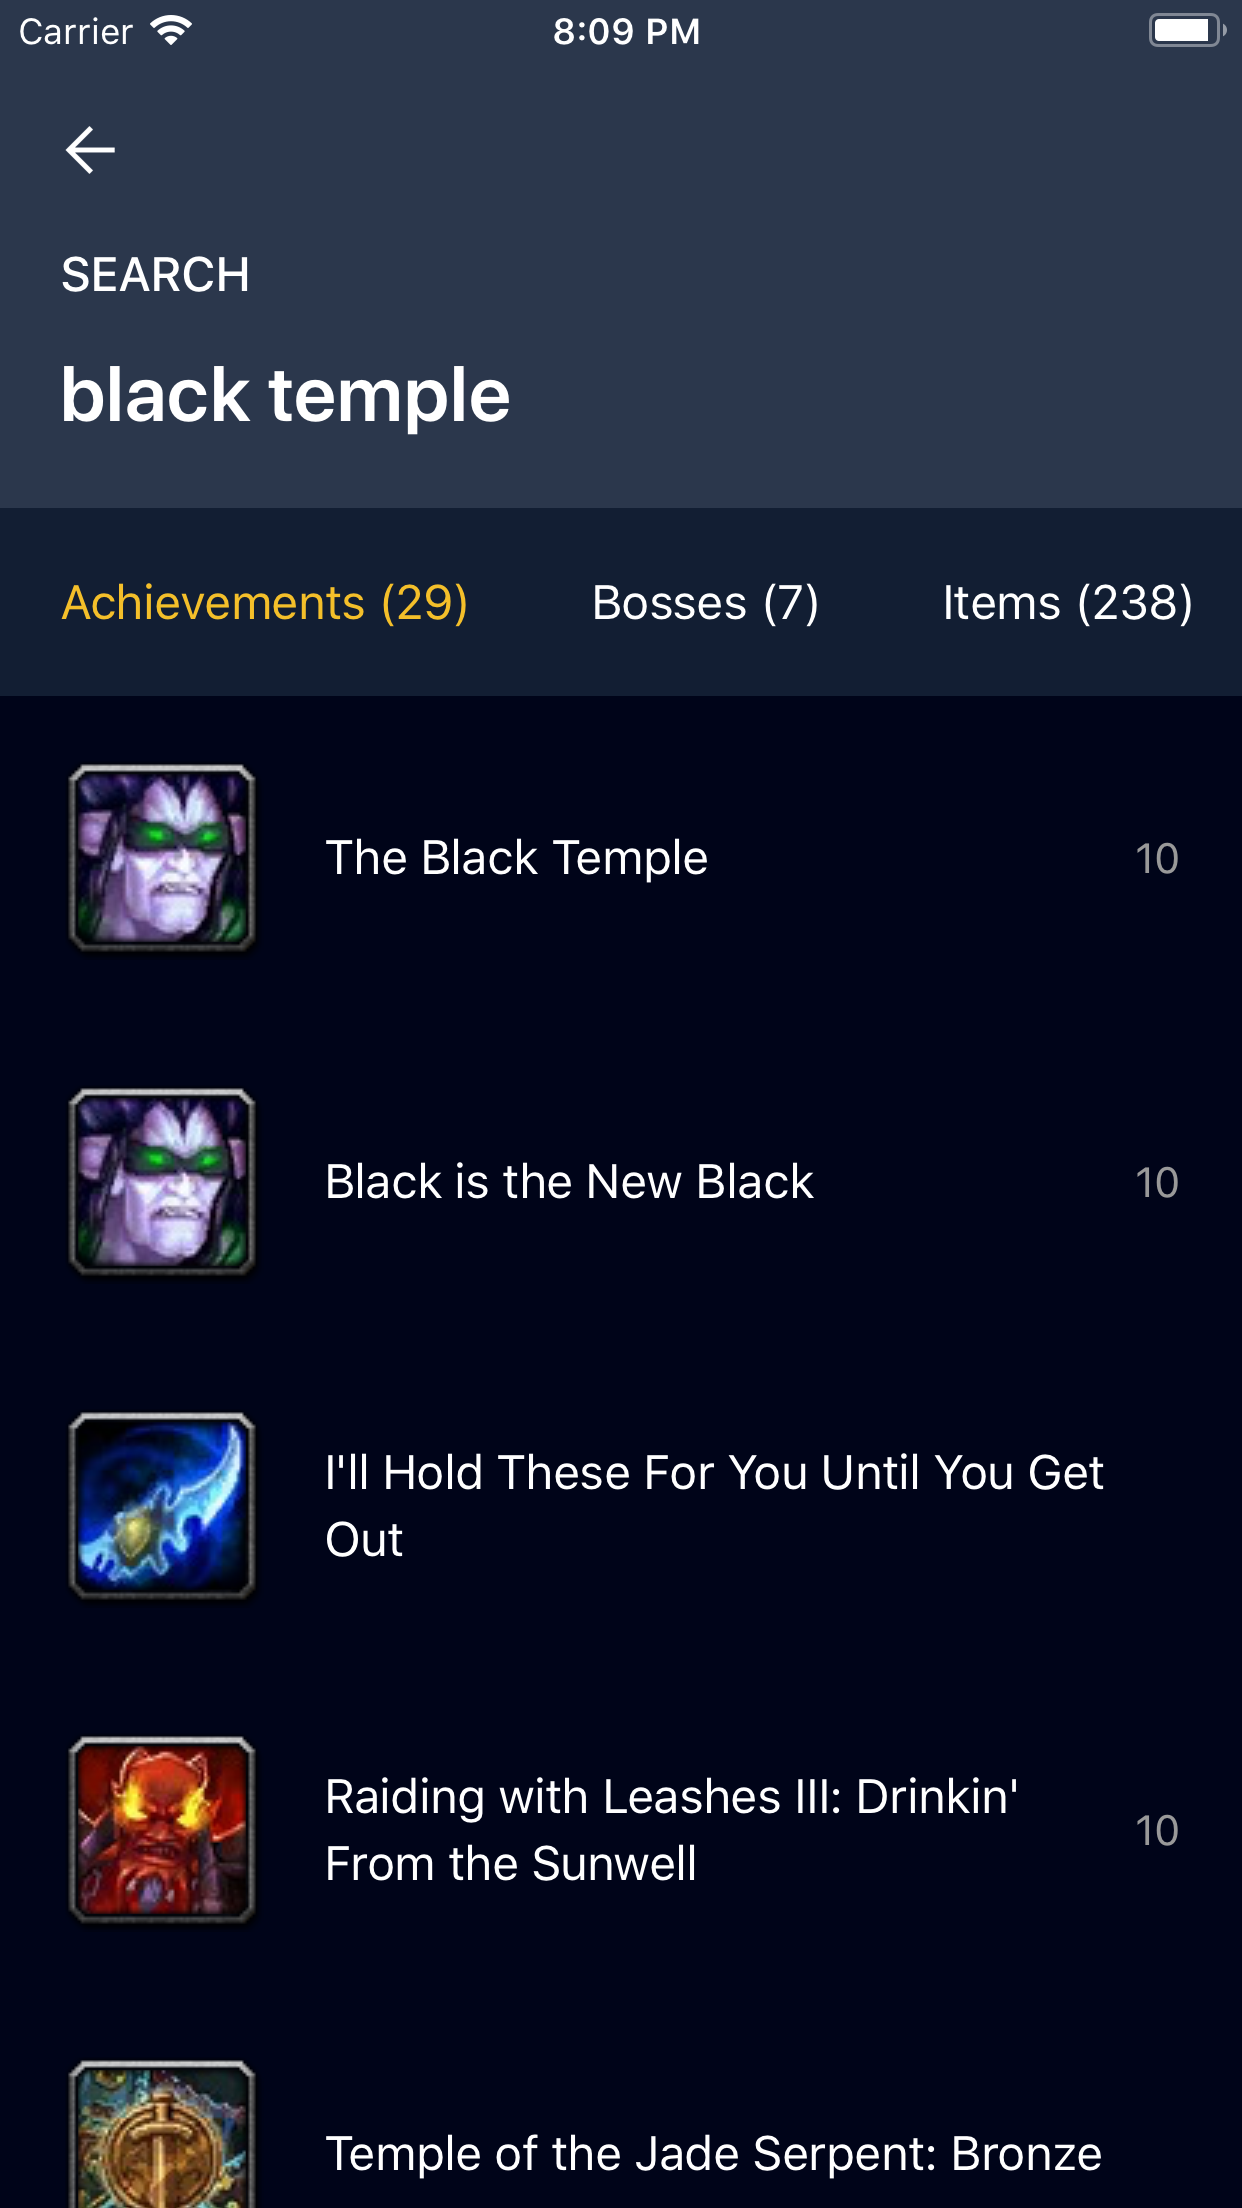 Carrier
8:09 PM
SEARCH
black temple
Achievements (29)
Bosses (7)
Items (238)
The Black Temple
10
Black is the New Black
10
I'll Hold These For You Until You Get
Out
Raiding with Leashes III: Drinkin'
From the Sunwell
10
Temple of the Jade Serpent: Bronze